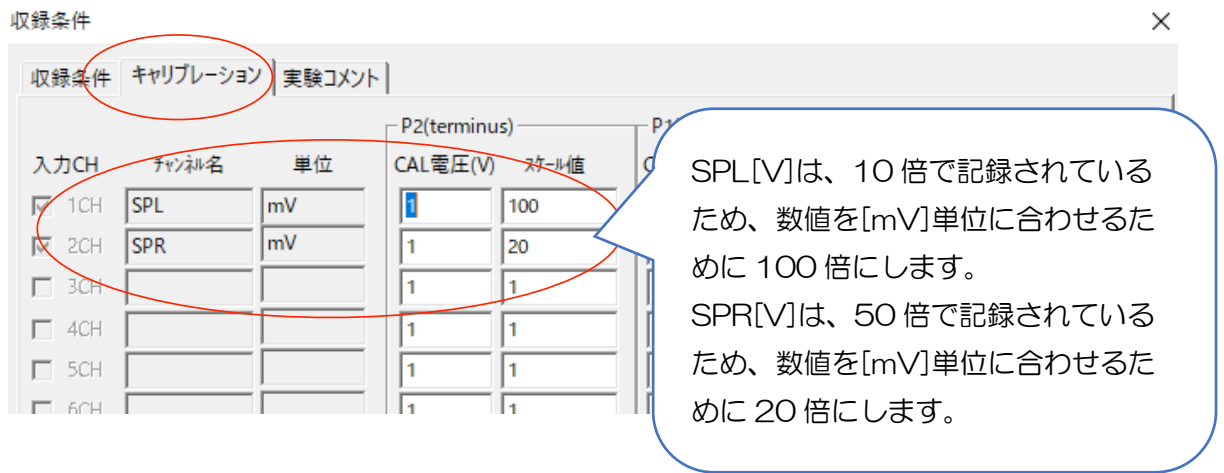 収録条件
収録条件 キャリブレーション 実験コメント
P2(terminus)
入力CH ﾁｬﾝﾈﾙ名 単位 CAL電圧(V) ｽｹｰﾙ値
1CH SPL mV 1 100
2CH SPR mV 1 20
3CH 1 1
4CH 1 1
5CH 1 1
6CH 1 1
SPL[V]は、10倍で記録されている
ため、数値を[mV]単位に合わせるた
めに100倍にします。
SPR[V]は、50倍で記録されている
ため、数値を[mV]単位に合わせるた
めに20倍にします。